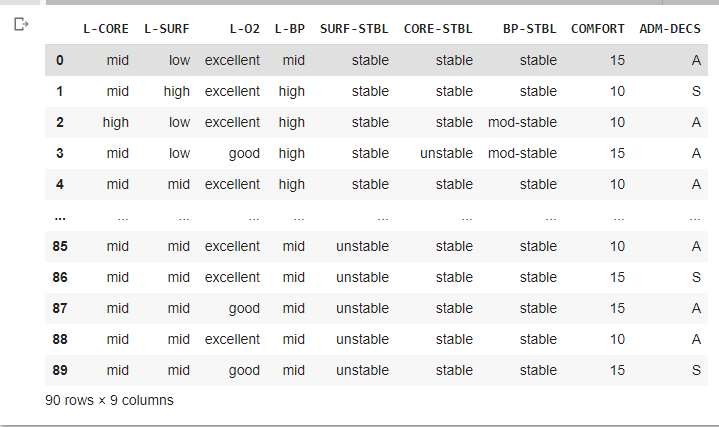 L-CORE L-SURF L-O2 L-BP SURF-STBL CORE-STBL BP-STBL COMFORT ADM-DECS
0 mid low excellent mid stable stable stable 15 A
1 mid high excellent high stable stable stable 10 S
2 high low excellent high stable stable mod-stable 10 A
3 mid low good high stable unstable mod-stable 15 A
4 mid mid excellent high stable stable stable 10 A
... ... ... ... ... ... ... ... ... ...
85 mid mid excellent mid unstable stable stable 10 A
86 mid mid excellent mid unstable stable stable 15 S
87 mid mid good mid unstable stable stable 15 A
88 mid mid excellent mid unstable stable stable 10 A
89 mid mid good mid unstable stable stable 15 S
90 rows × 9 columns